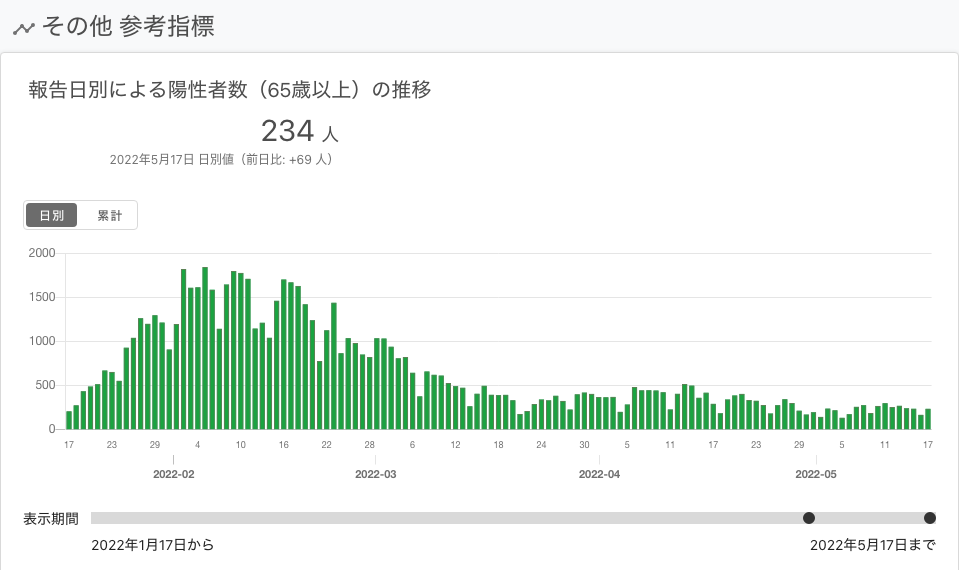 その他 参考指標
報告日別による陽性者数（65歳以上）の推移
234 人
2022年5月17日 日別値（前日比: +69 人）
日別 累計
2000
1500
1000
500
0
17 23 29 4 10 16 22 28 6 12 18 24 30 5 11 17 23 29 5 11 17
2022-02 2022-03 2022-04 2022-05
表示期間
2022年1月17日から 2022年5月17日まで